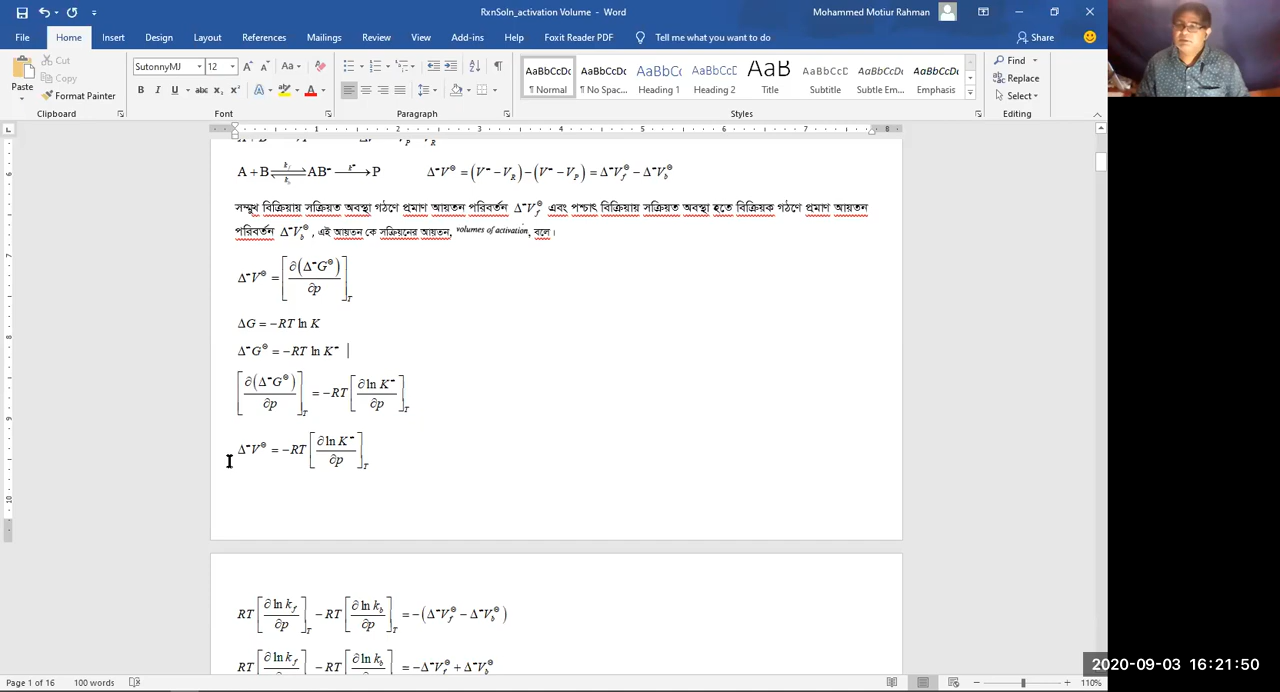 RxnSoln_activation Volume - Word
Mohammed Motiur Rahman
File Home Insert Design Layout References Mailings Review View Add-ins Help Foxit Reader PDF Tell me what you want to do Share
Cut
Copy
Paste
Format Painter
Clipboard
SutonnyMJ 12
Font
Paragraph
AaBbCcDc AaBbCcDc AaBbC AaBbCcC AaB AaBbCcC AaBbCcDc AaBbCcDc
¶ Normal ¶ No Spac... Heading 1 Heading 2 Title Subtitle Subtle Em... Emphasis
Styles
Find
Replace
Select
Editing
A + B ⇌ AB⁼ → P Δ⁼V^⊖ = (V⁼ − V_R) − (V⁼ − V_P) = Δ⁼V_f^⊖ − Δ⁼V_b^⊖
সম্মুখ বিক্রিয়ায় সক্রিয়ত অবস্থা গঠণে প্রমাণ আয়তন পরিবর্তন Δ⁼V_f^⊖ এবং পশ্চাৎ বিক্রিয়ায় সক্রিয়ত অবস্থা হতে বিক্রিয়ক গঠণে প্রমাণ আয়তন
পরিবর্তন Δ⁼V_b^⊖, এই আয়তন কে সক্রিয়নের আয়তন, volumes of activation, বলে।
Δ⁼V^⊖ = [∂(Δ⁼G^⊖)/∂p]_T
ΔG = −RT ln K
Δ⁼G^⊖ = −RT ln K⁼
[∂(Δ⁼G^⊖)/∂p]_T = −RT [∂ ln K⁼/∂p]_T
Δ⁼V^⊖ = −RT [∂ ln K⁼/∂p]_T
RT [∂ ln k_f/∂p]_T − RT [∂ ln k_b/∂p]_T = −(Δ⁼V_f^⊖ − Δ⁼V_b^⊖)
RT [∂ ln k_f/∂p]_T − RT [∂ ln k_b/∂p]_T = −Δ⁼V_f^⊖ + Δ⁼V_b^⊖
2020-09-03 16:21:50
Page 1 of 16 100 words 110%